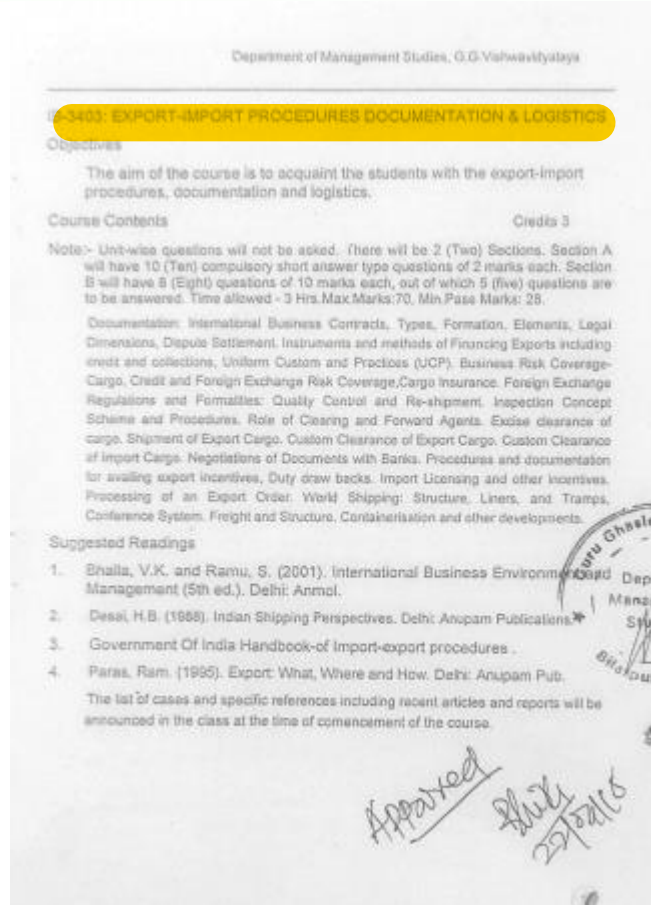 Department of Management Studies, G.G.Vishwavidyalaya
IB-3403: EXPORT-IMPORT PROCEDURES DOCUMENTATION & LOGISTICS
Objectives
The aim of the course is to acquaint the students with the export-import
procedures, documentation and logistics.
Course Contents Credits 3
Note:- Unit-wise questions will not be asked. There will be 2 (Two) Sections. Section A
will have 10 (Ten) compulsory short answer type questions of 2 marks each. Section
B will have 8 (Eight) questions of 10 marks each, out of which 5 (five) questions are
to be answered. Time allowed - 3 Hrs.Max.Marks:70, Min.Pass Marks: 28.
Documentation: International Business Contracts, Types, Formation, Elements, Legal
Dimensions, Dispute Settlement. Instruments and methods of Financing Exports including
credit and collections, Uniform Custom and Practices (UCP). Business Risk Coverage-
Cargo, Credit and Foreign Exchange Risk Coverage,Cargo Insurance. Foreign Exchange
Regulations and Formalities: Quality Control and Re-shipment. Inspection Concept
Scheme and Procedures. Role of Clearing and Forward Agents. Excise clearance of
cargo. Shipment of Export Cargo. Custom Clearance of Export Cargo. Custom Clearance
of Import Cargo. Negotiations of Documents with Banks. Procedures and documentation
for availing export incentives, Duty draw backs. Import Licensing and other incentives.
Processing of an Export Order. World Shipping: Structure, Liners, and Tramps,
Conference System. Freight and Structure. Containerisation and other developments.
Suggested Readings
1. Bhalla, V.K. and Ramu, S. (2001). International Business Environment and
Management (5th ed.). Delhi: Anmol.
2. Desai, H.B. (1988). Indian Shipping Perspectives. Delhi: Anupam Publications.
3. Government Of India Handbook-of Import-export procedures .
4. Paras, Ram. (1995). Export: What, Where and How. Delhi: Anupam Pub.
The list of cases and specific references including recent articles and reports will be
announced in the class at the time of comencement of the course.
Guru Ghasi
Dep
Mana
St
Bilaspu
Approved